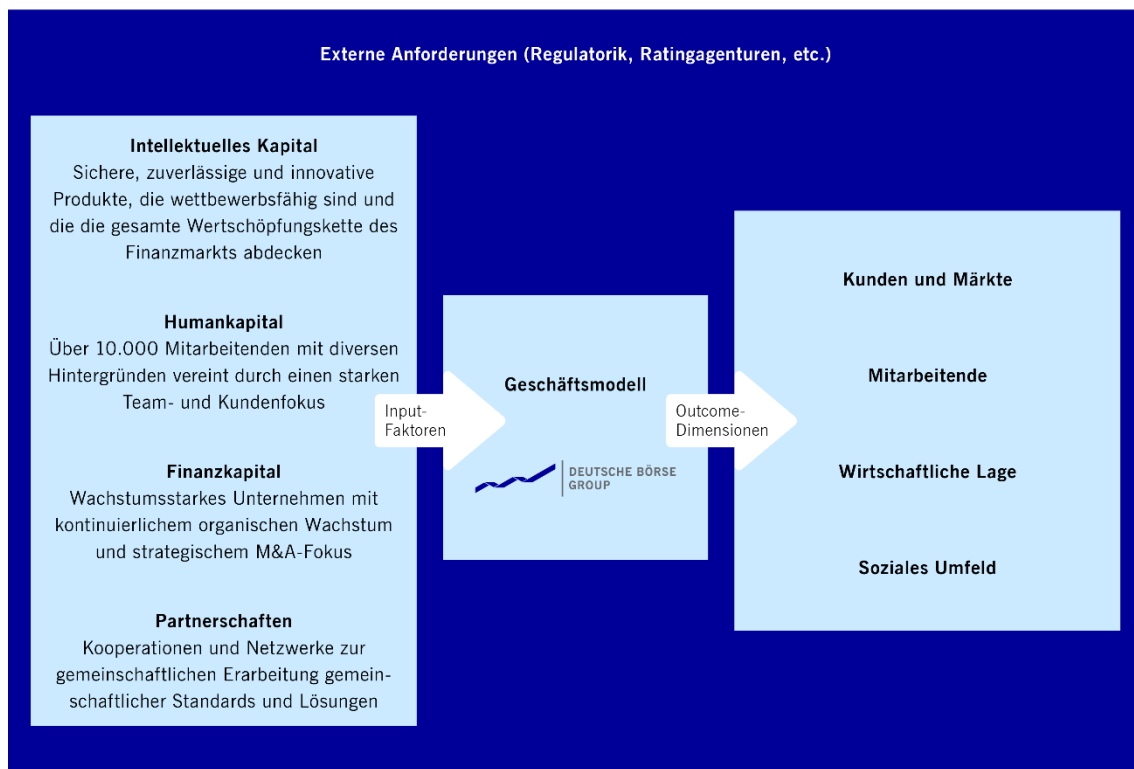 Externe Anforderungen (Regulatorik, Ratingagenturen, etc.)
Intellektuelles Kapital
Sichere, zuverlässige und innovative
Produkte, die wettbewerbsfähig sind und
die die gesamte Wertschöpfungskette des
Finanzmarkts abdecken
Humankapital
Über 10.000 Mitarbeitenden mit diversen
Hintergründen vereint durch einen starken
Team- und Kundenfokus
Finanzkapital
Wachstumsstarkes Unternehmen mit
kontinuierlichem organischen Wachstum
und strategischem M&A-Fokus
Partnerschaften
Kooperationen und Netzwerke zur
gemeinschaftlichen Erarbeitung gemein-
schaftlicher Standards und Lösungen
Input-
Faktoren
Geschäftsmodell
DEUTSCHE BÖRSE
GROUP
Outcome-
Dimensionen
Kunden und Märkte
Mitarbeitende
Wirtschaftliche Lage
Soziales Umfeld